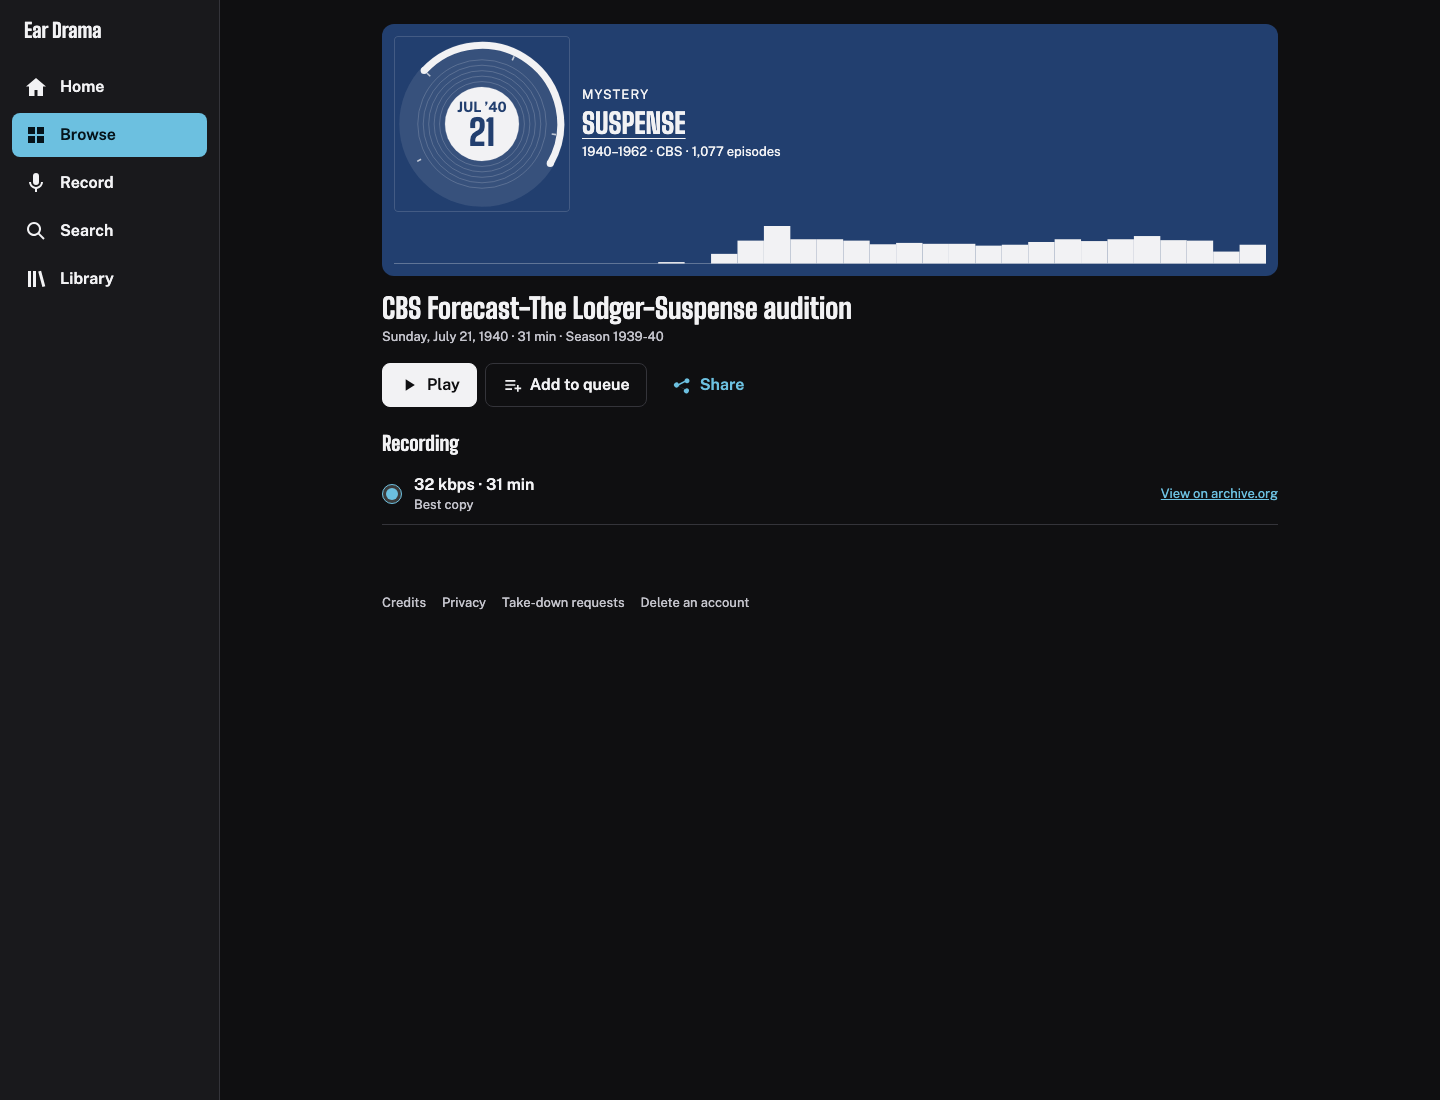 Ear Drama
Home
Browse
Record
Search
Library
JUL ’40
21
MYSTERY
SUSPENSE
1940–1962 · CBS · 1,077 episodes
CBS Forecast–The Lodger–Suspense audition
Sunday, July 21, 1940 · 31 min · Season 1939-40
Play
Add to queue
Share
Recording
32 kbps · 31 min
Best copy
View on archive.org
Credits
Privacy
Take-down requests
Delete an account